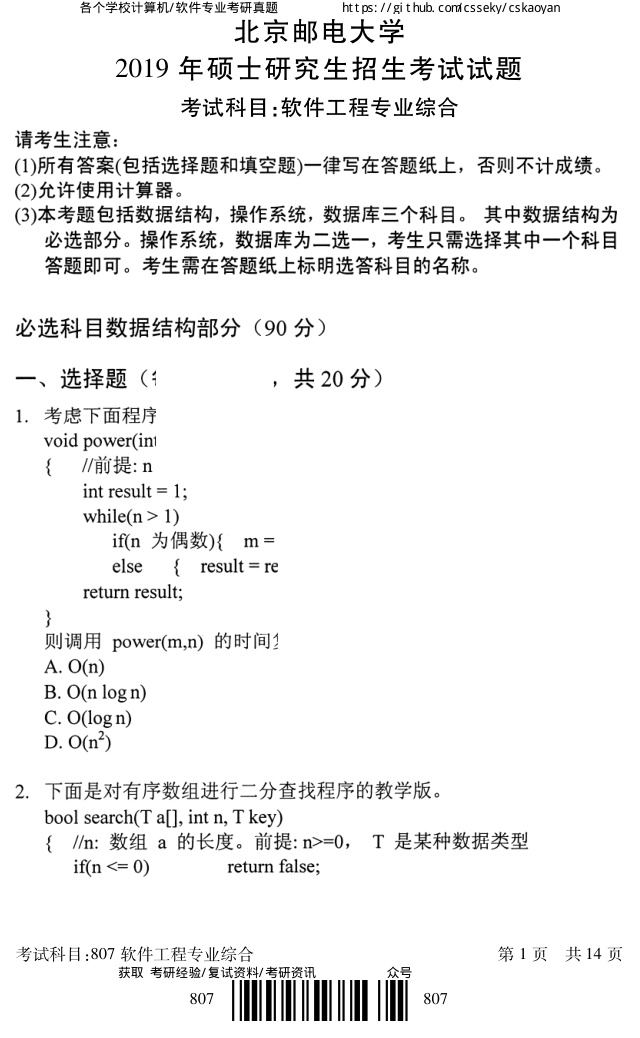 各个学校计算机/软件专业考研真题 https://github.com/csseky/cskaoyan
北京邮电大学
2019 年硕士研究生招生考试试题
考试科目:软件工程专业综合
请考生注意：
(1)所有答案(包括选择题和填空题)一律写在答题纸上，否则不计成绩。
(2)允许使用计算器。
(3)本考题包括数据结构，操作系统，数据库三个科目。 其中数据结构为
必选部分。操作系统，数据库为二选一，考生只需选择其中一个科目
答题即可。考生需在答题纸上标明选答科目的名称。
必选科目数据结构部分（90 分）
一、选择题（ ，共 20 分）
1. 考虑下面程序
void power(int
{ //前提: n
int result = 1;
while(n > 1)
if(n 为偶数){ m =
else { result = re
return result;
}
则调用 power(m,n) 的时间
A. O(n)
B. O(n log n)
C. O(log n)
D. O(n²)
2. 下面是对有序数组进行二分查找程序的教学版。
bool search(T a[], int n, T key)
{ //n: 数组 a 的长度。前提: n>=0， T 是某种数据类型
if(n <= 0) return false;
考试科目:807 软件工程专业综合 第 1 页 共 14 页
获取 考研经验/复试资料/考研资讯 众号
807 807